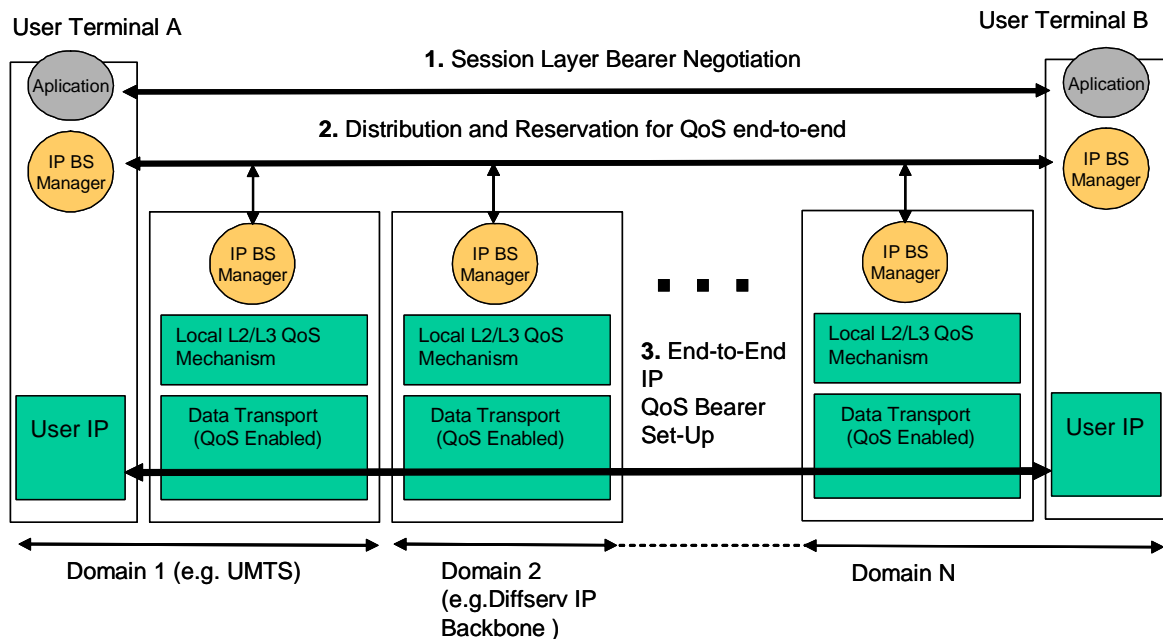 User Terminal A
User Terminal B
1. Session Layer Bearer Negotiation
Aplication
Aplication
2. Distribution and Reservation for QoS end-to-end
IP BS
Manager
IP BS
Manager
IP BS
Manager
IP BS
Manager
IP BS
Manager
Local L2/L3 QoS
Mechanism
Local L2/L3 QoS
Mechanism
Local L2/L3 QoS
Mechanism
3. End-to-End
IP
QoS Bearer
Set-Up
User IP
Data Transport
(QoS Enabled)
Data Transport
(QoS Enabled)
Data Transport
(QoS Enabled)
User IP
Domain 1 (e.g. UMTS)
Domain 2
(e.g.Diffserv IP
Backbone )
Domain N